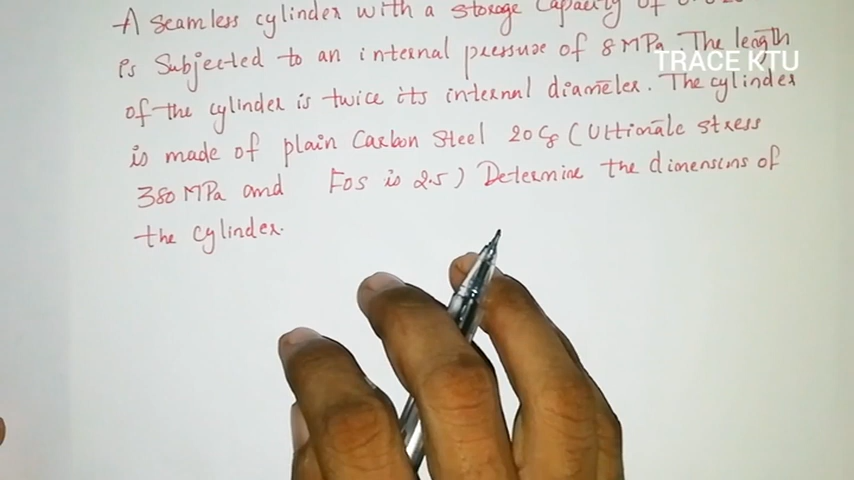 A seamless cylinder with a storage capacity of
is Subjected to an internal pressure of 8 MPa The length
TRACE KTU
of the cylinder is twice its internal diameter. The cylinder
is made of plain Carbon Steel 20C8 (Ultimate stress
380 MPa and FOS is 2.5) Determine the dimensions of
the cylinder.